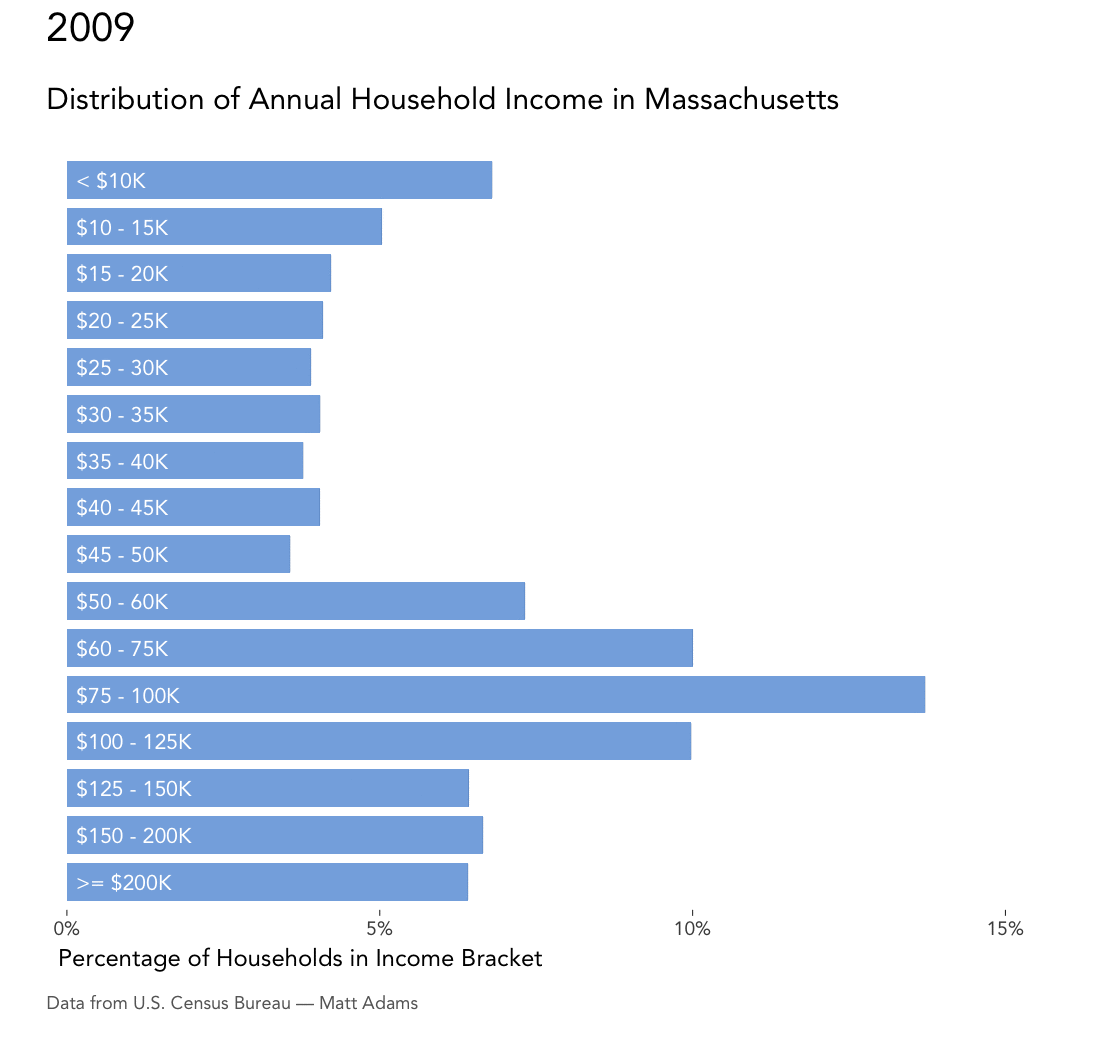 2009
Distribution of Annual Household Income in Massachusetts
< $10K
$10 - 15K
$15 - 20K
$20 - 25K
$25 - 30K
$30 - 35K
$35 - 40K
$40 - 45K
$45 - 50K
$50 - 60K
$60 - 75K
$75 - 100K
$100 - 125K
$125 - 150K
$150 - 200K
>= $200K
0% 5% 10% 15%
Percentage of Households in Income Bracket
Data from U.S. Census Bureau — Matt Adams